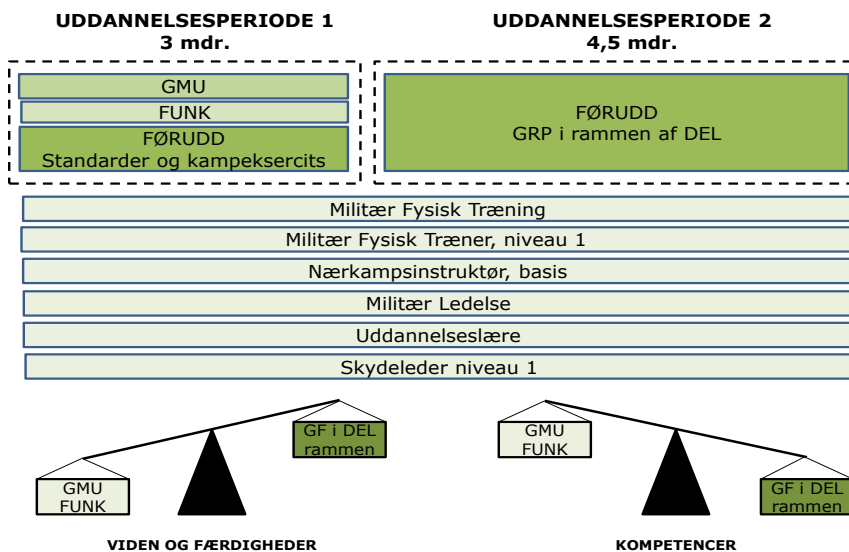 UDDANNELSESPERIODE 1
3 mdr.
UDDANNELSESPERIODE 2
4,5 mdr.
GMU
FUNK
FØRUDD
Standarder og kampeksercits
FØRUDD
GRP i rammen af DEL
Militær Fysisk Træning
Militær Fysisk Træner, niveau 1
Nærkampsinstruktør, basis
Militær Ledelse
Uddannelseslære
Skydeleder niveau 1
GF i DEL
rammen
GMU
FUNK
GMU
FUNK
GF i DEL
rammen
VIDEN OG FÆRDIGHEDER
KOMPETENCER